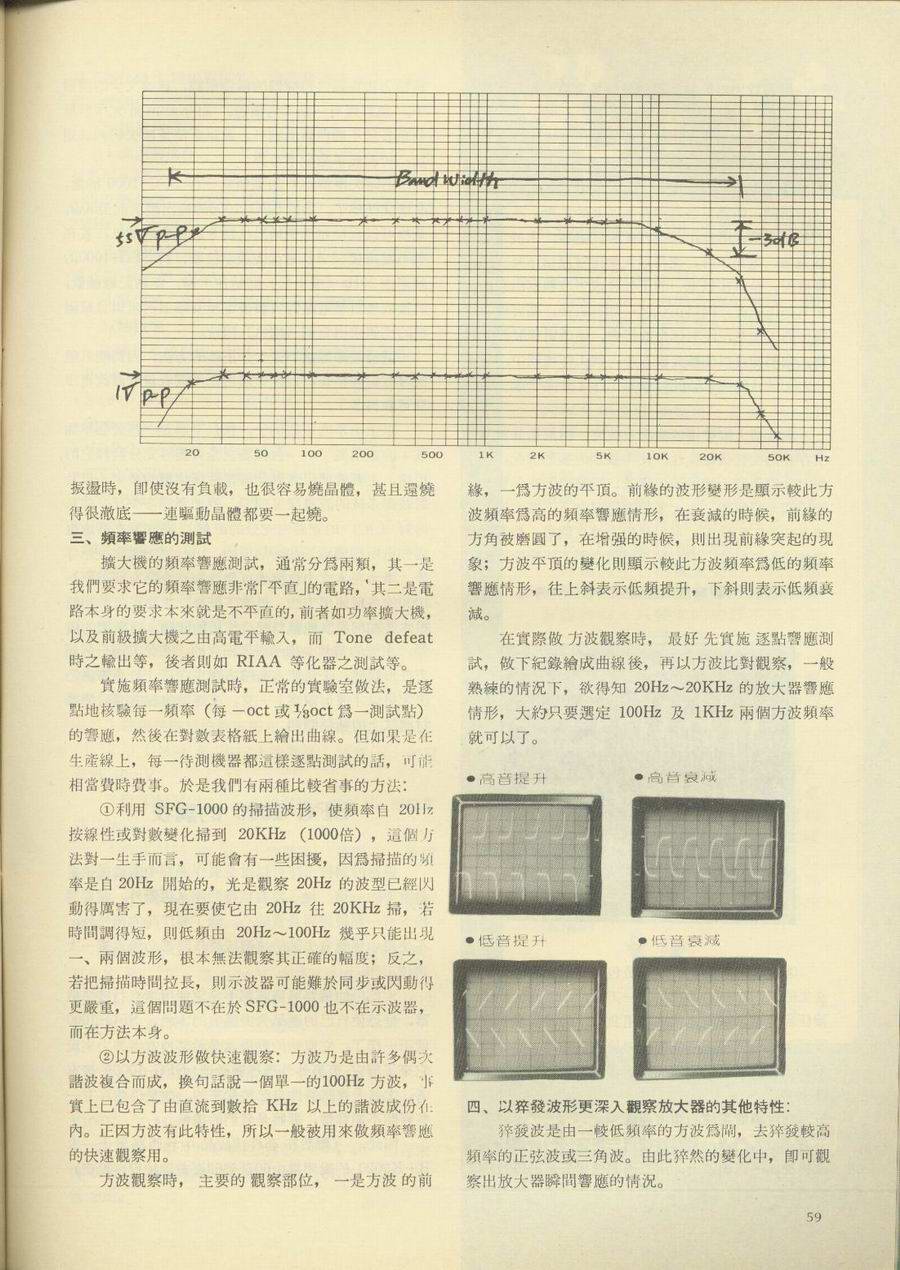 Band Width
55V p-p
-3dB
1V p-p
20 50 100 200 500 1K 2K 5K 10K 20K 50K Hz
振盪時，卽使沒有負載，也很容易燒晶體，甚且還燒
得很澈底——連驅動晶體都要一起燒。
三、頻率響應的測試
擴大機的頻率響應測試，通常分爲兩類，其一是
我們要求它的頻率響應非常「平直」的電路，其二是電
路本身的要求本來就是不平直的，前者如功率擴大機，
以及前級擴大機之由高電平輸入，而 Tone defeat
時之輸出等，後者則如 RIAA 等化器之測試等。
實施頻率響應測試時，正常的實驗室做法，是逐
點地核驗每一頻率（每 一oct 或 ⅓oct 爲一測試點）
的響應，然後在對數表格紙上繪出曲線。但如果是在
生產線上，每一待測機器都這樣逐點測試的話，可能
相當費時費事。於是我們有兩種比較省事的方法：
①利用 SFG-1000 的掃描波形，使頻率自 20Hz
按線性或對數變化掃到 20KHz （1000倍），這個方
法對一生手而言，可能會有一些困擾，因爲掃描的頻
率是自 20Hz 開始的，光是觀察 20Hz 的波型已經閃
動得厲害了，現在要使它由 20Hz 往 20KHz 掃，若
時間調得短，則低頻由 20Hz～100Hz 幾乎只能出現
一、兩個波形，根本無法觀察其正確的幅度；反之，
若把掃描時間拉長，則示波器可能難於同步或閃動得
更嚴重，這個問題不在於 SFG-1000 也不在示波器，
而在方法本身。
②以方波波形做快速觀察：方波乃是由許多偶次
諧波複合而成，換句話說一個單一的100Hz 方波，事
實上已包含了由直流到數拾 KHz 以上的諧波成份在
內。正因方波有此特性，所以一般被用來做頻率響應
的快速觀察用。
方波觀察時，主要的觀察部位，一是方波的前
緣，一爲方波的平頂。前緣的波形變形是顯示較此方
波頻率爲高的頻率響應情形，在衰減的時候，前緣的
方角被磨圓了，在增强的時候，則出現前緣突起的現
象；方波平頂的變化則顯示較此方波頻率爲低的頻率
響應情形，往上斜表示低頻提升，下斜則表示低頻衰
減。
在實際做方波觀察時，最好先實施逐點響應測
試，做下紀錄繪成曲線後，再以方波比對觀察，一般
熟練的情況下，欲得知 20Hz～20KHz 的放大器響應
情形，大約只要選定 100Hz 及 1KHz 兩個方波頻率
就可以了。
●高音提升
●高音衰減
●低音提升
●低音衰減
四、以猝發波形更深入觀察放大器的其他特性：
猝發波是由一較低頻率的方波爲閘，去猝發較高
頻率的正弦波或三角波。由此猝然的變化中，卽可觀
察出放大器瞬間響應的情況。
59